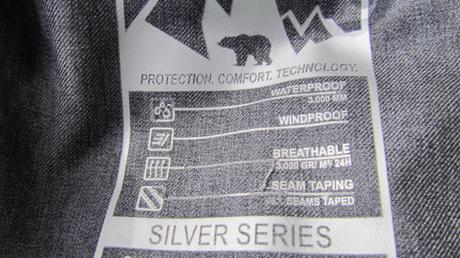 PROTECTION. COMFORT. TECHNOLOGY.
WATERPROOF
3.000 MM
WINDPROOF
BREATHABLE
3.000 GR/ M²/ 24H
SEAM TAPING
ALL SEAMS TAPED
SILVER SERIES